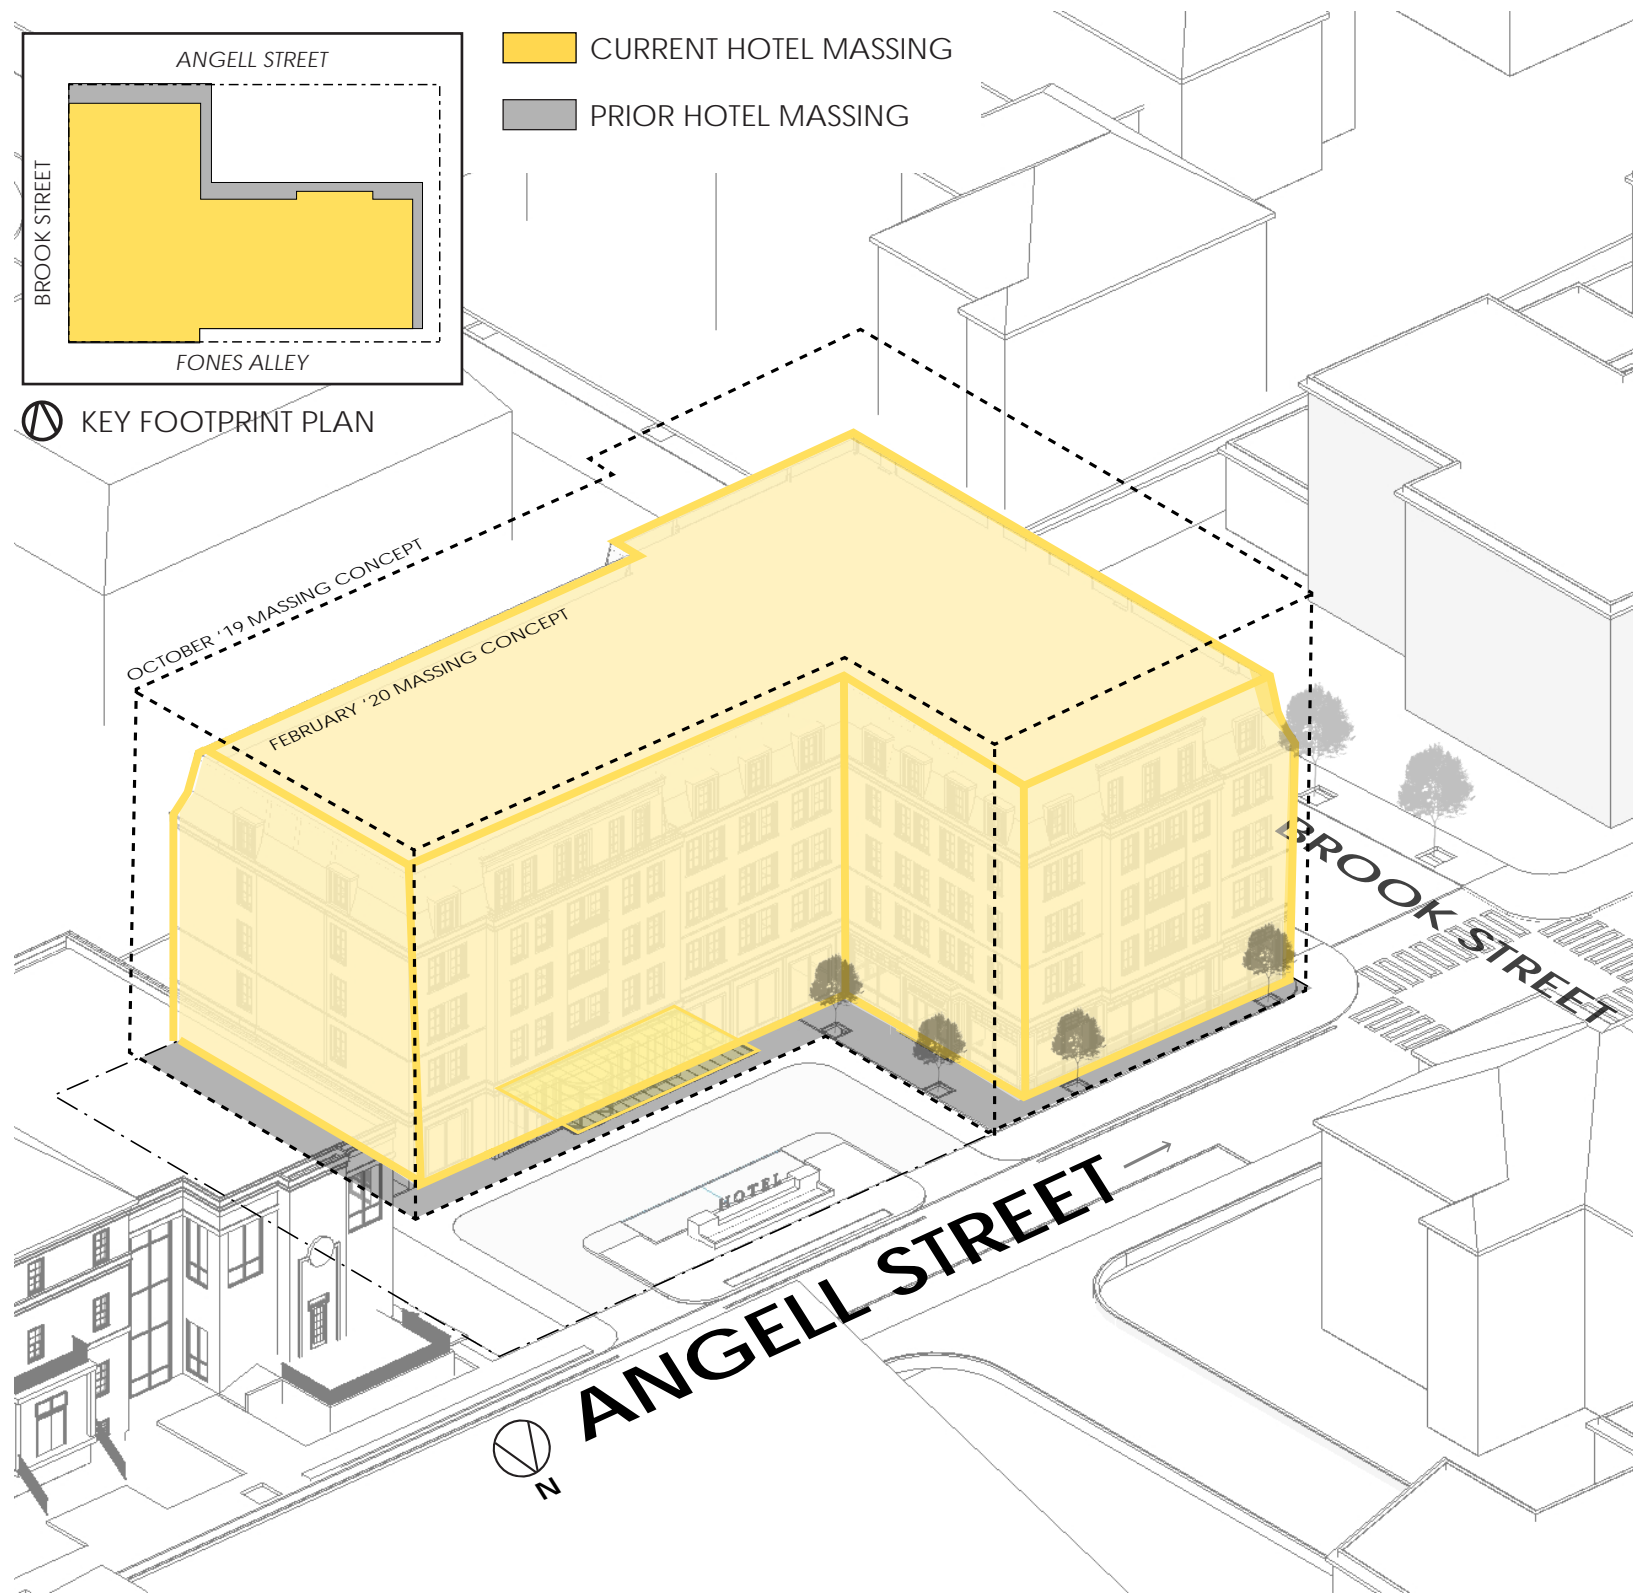 ANGELL STREET
BROOK STREET
FONES ALLEY
KEY FOOTPRINT PLAN
CURRENT HOTEL MASSING
PRIOR HOTEL MASSING
OCTOBER '19 MASSING CONCEPT
FEBRUARY '20 MASSING CONCEPT
BROOK STREET
HOTEL
ANGELL STREET
N